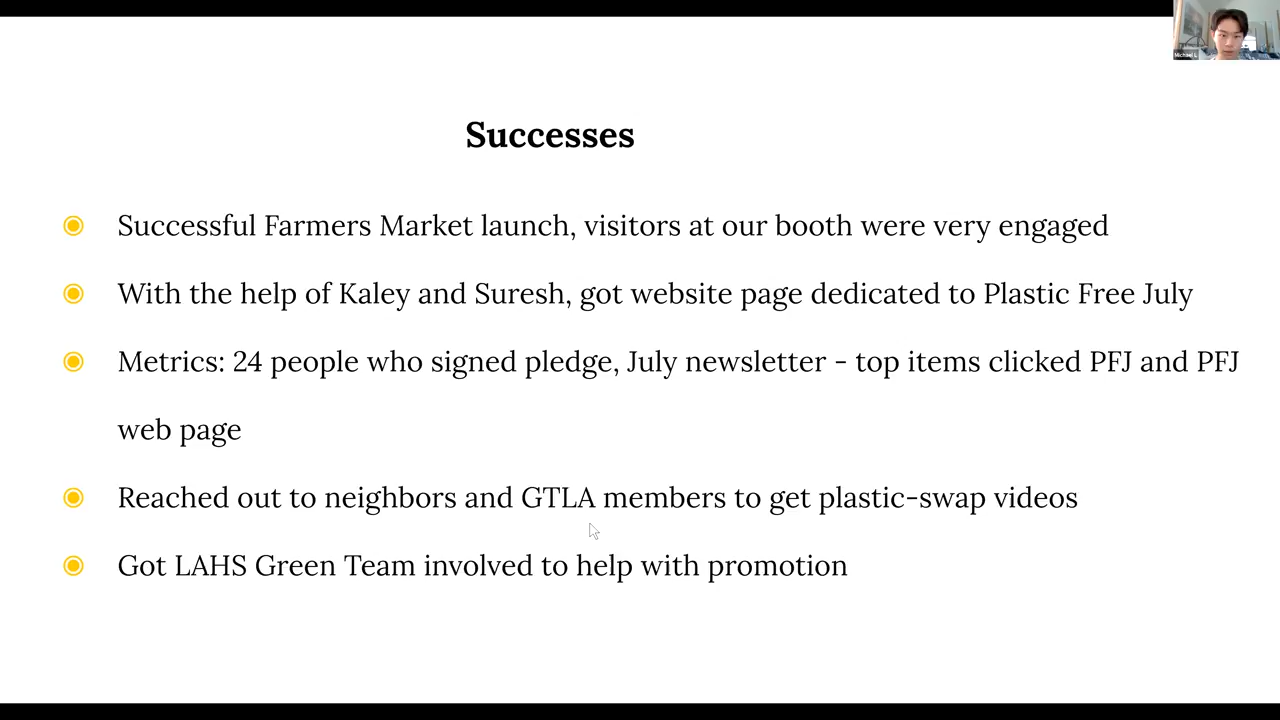 Michael L
Successes
Successful Farmers Market launch, visitors at our booth were very engaged
With the help of Kaley and Suresh, got website page dedicated to Plastic Free July
Metrics: 24 people who signed pledge, July newsletter - top items clicked PFJ and PFJ
web page
Reached out to neighbors and GTLA members to get plastic-swap videos
Got LAHS Green Team involved to help with promotion